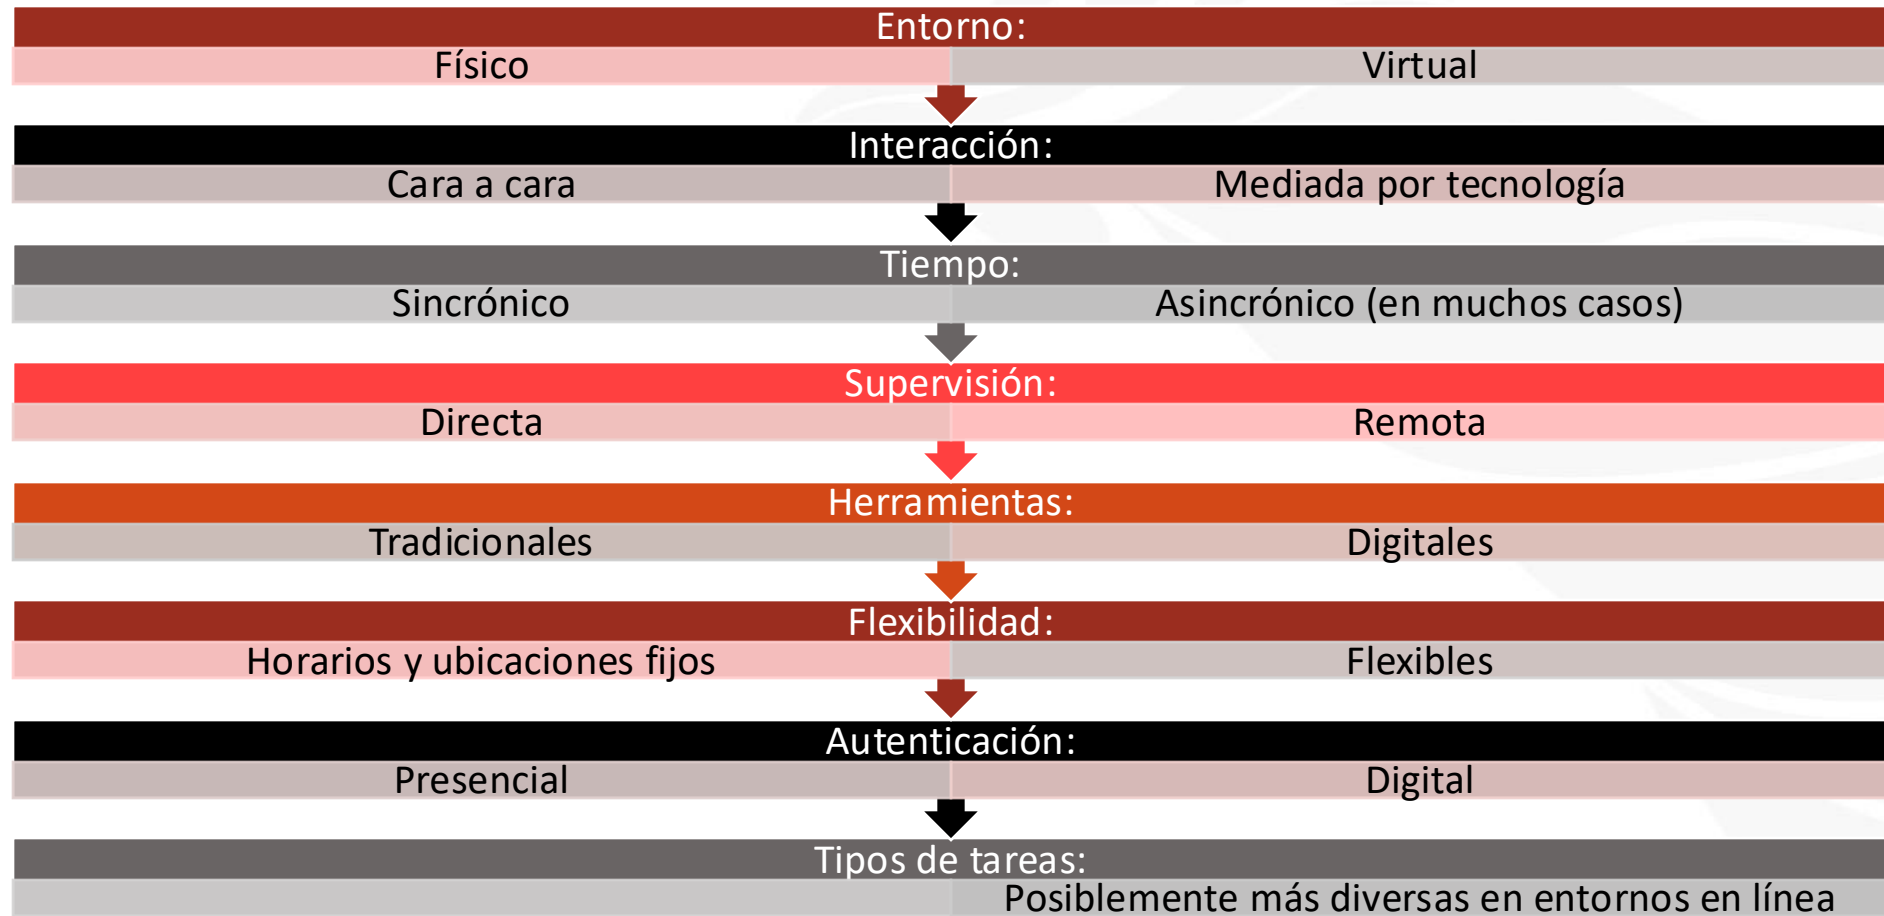 Entorno:
Físico
Virtual
Interacción:
Cara a cara
Mediada por tecnología
Tiempo:
Sincrónico
Asincrónico (en muchos casos)
Supervisión:
Directa
Remota
Herramientas:
Tradicionales
Digitales
Flexibilidad:
Horarios y ubicaciones fijos
Flexibles
Autenticación:
Presencial
Digital
Tipos de tareas:
Posiblemente más diversas en entornos en línea